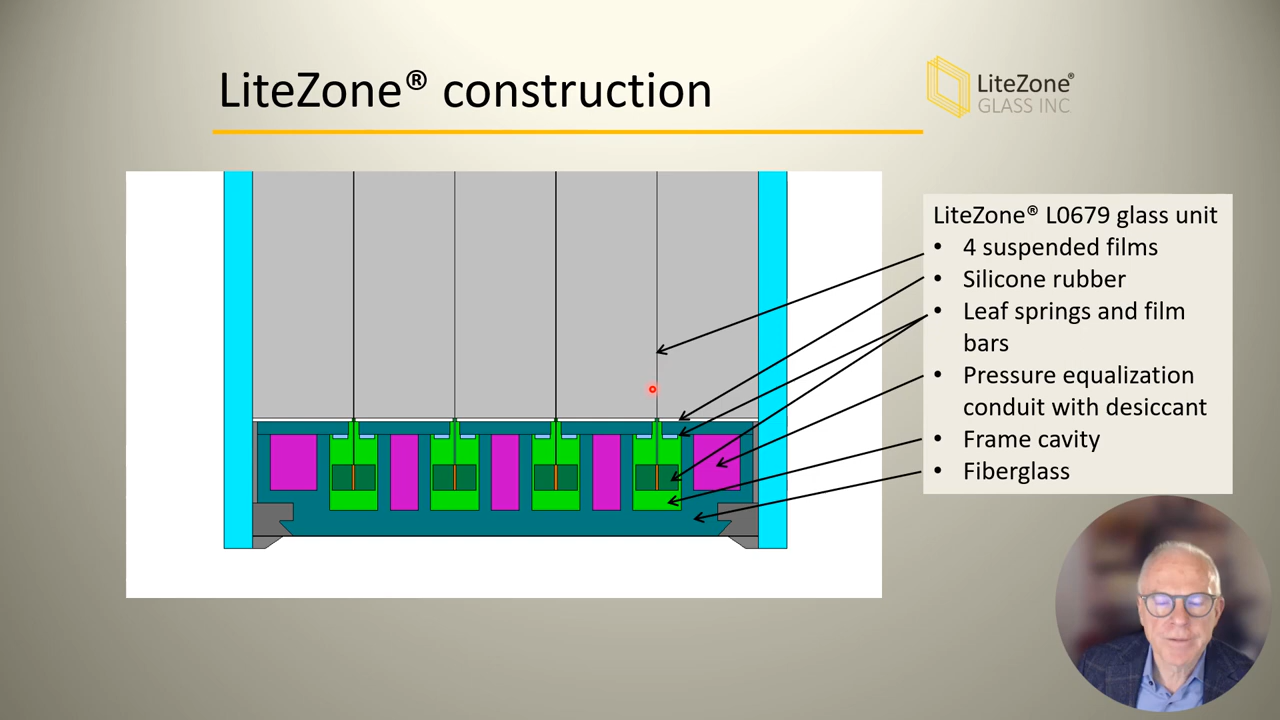 LiteZone® construction
LiteZone®
GLASS INC
LiteZone® L0679 glass unit
• 4 suspended films
• Silicone rubber
• Leaf springs and film
bars
• Pressure equalization
conduit with desiccant
• Frame cavity
• Fiberglass